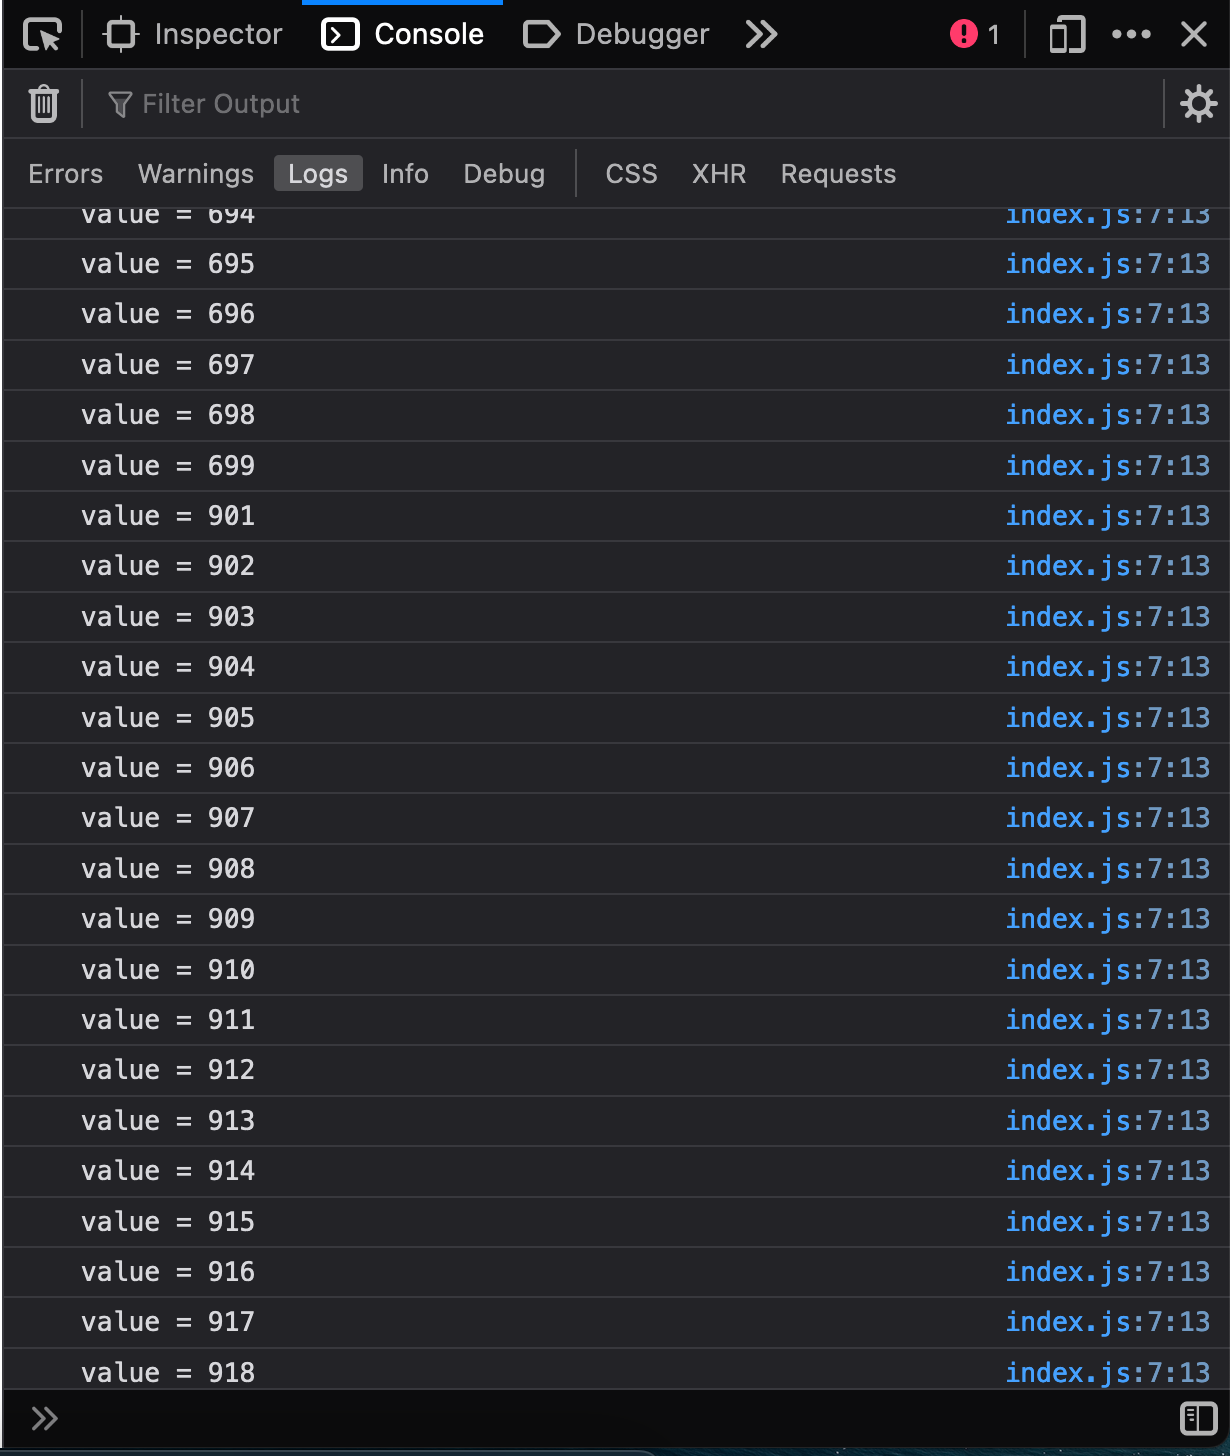 Inspector Console Debugger 1
Filter Output
Errors Warnings Logs Info Debug CSS XHR Requests
value = 694 index.js:7:13
value = 695 index.js:7:13
value = 696 index.js:7:13
value = 697 index.js:7:13
value = 698 index.js:7:13
value = 699 index.js:7:13
value = 901 index.js:7:13
value = 902 index.js:7:13
value = 903 index.js:7:13
value = 904 index.js:7:13
value = 905 index.js:7:13
value = 906 index.js:7:13
value = 907 index.js:7:13
value = 908 index.js:7:13
value = 909 index.js:7:13
value = 910 index.js:7:13
value = 911 index.js:7:13
value = 912 index.js:7:13
value = 913 index.js:7:13
value = 914 index.js:7:13
value = 915 index.js:7:13
value = 916 index.js:7:13
value = 917 index.js:7:13
value = 918 index.js:7:13